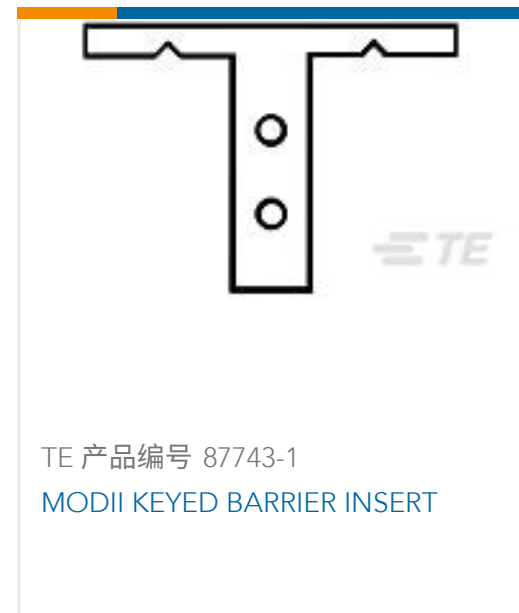 TE
TE 产品编号 87743-1
MODII KEYED BARRIER INSERT